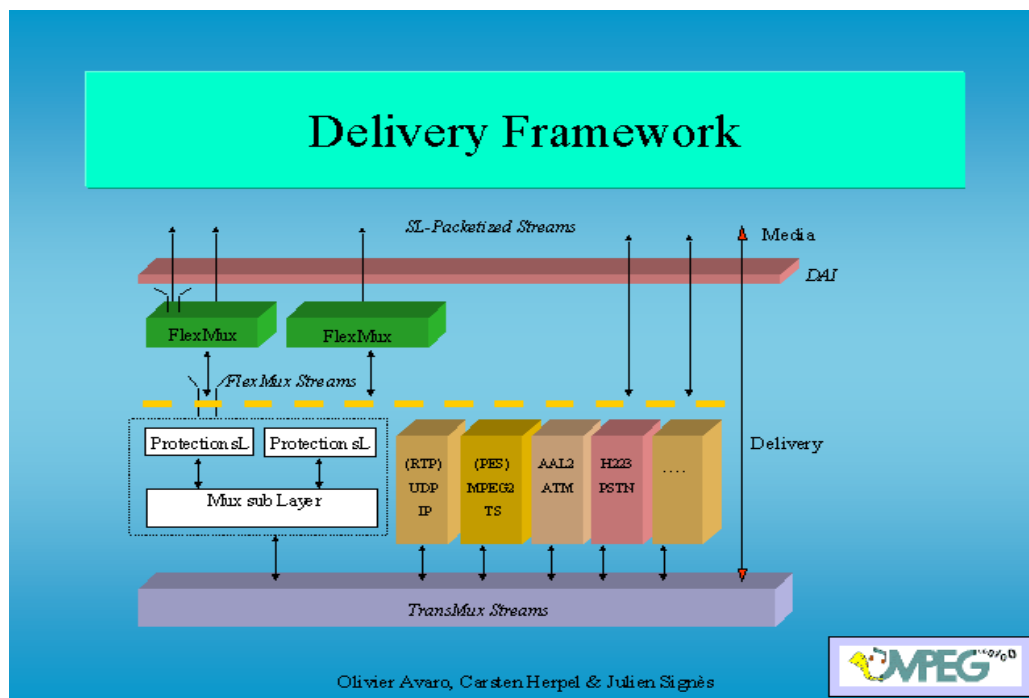 Delivery Framework
SL-Packetized Streams
Media
DAI
FlexMux
FlexMux
FlexMux Streams
Protection sL
Protection sL
Mux sub Layer
(RTP)
UDP
IP
(PES)
MPEG2
TS
AAL2
ATM
H223
PSTN
....
Delivery
TransMux Streams
Olivier Avaro, Carsten Herpel & Julien Signès
MPEG